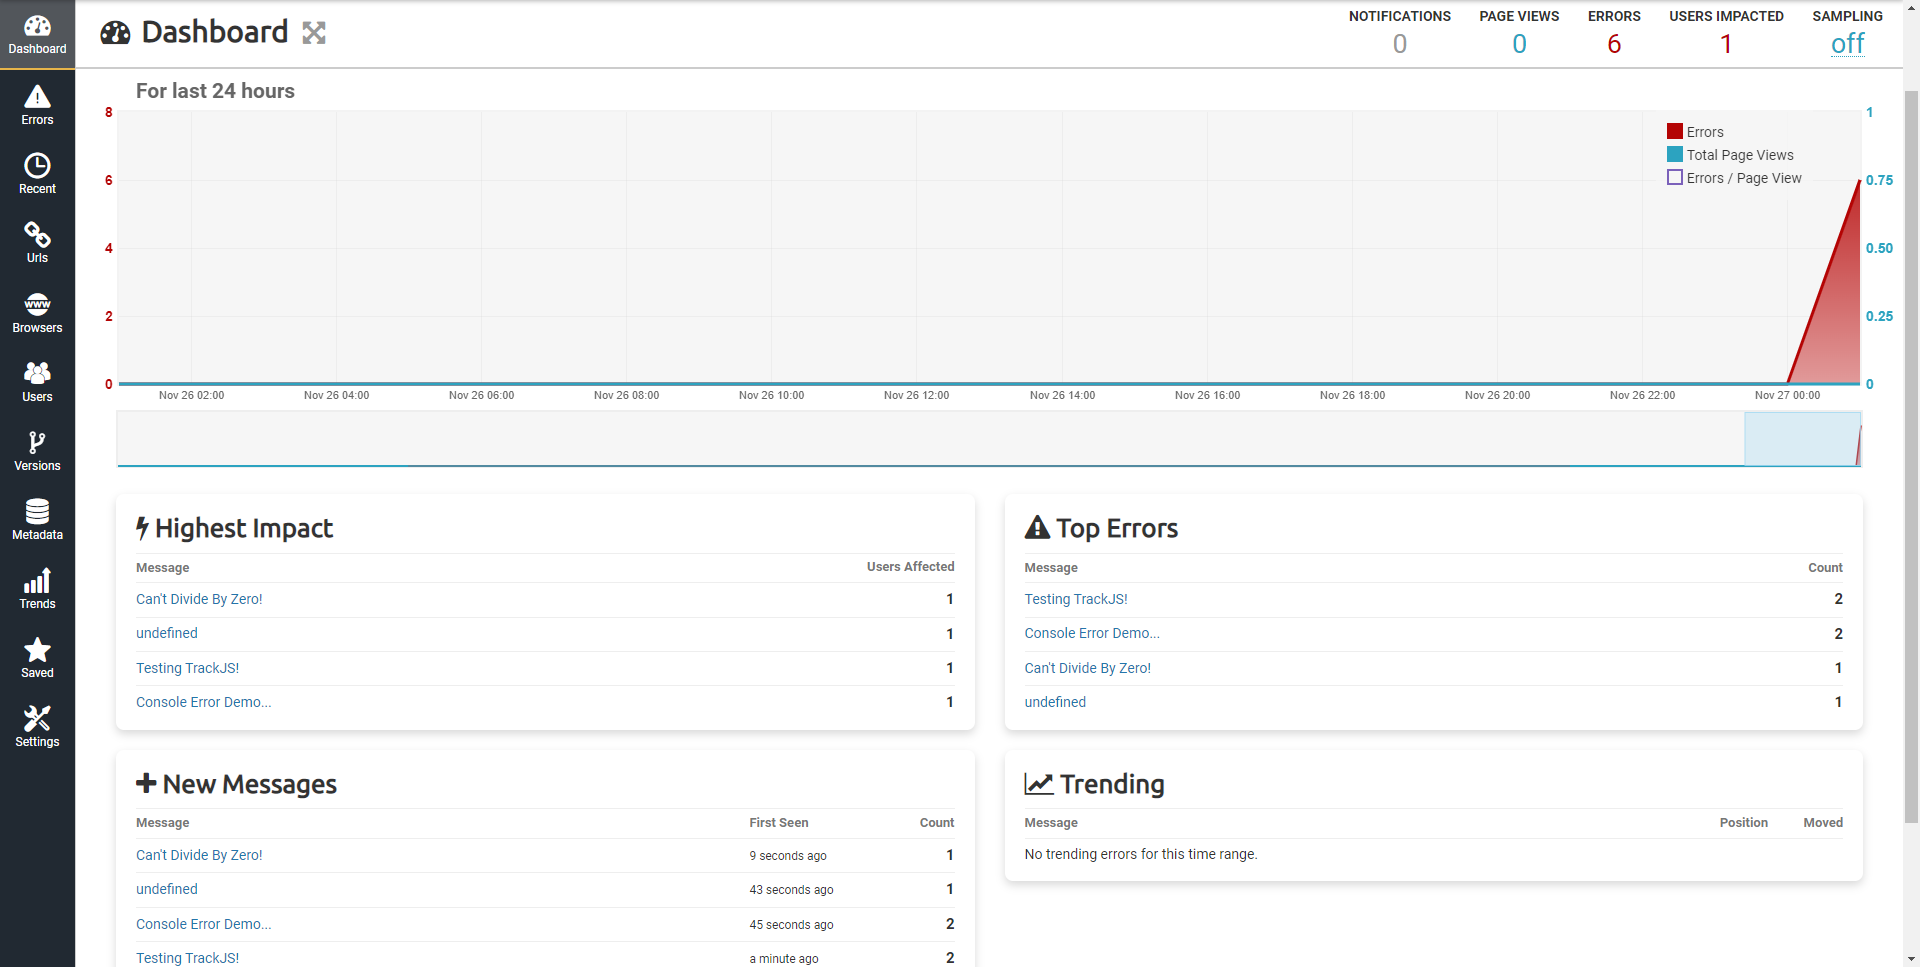 Dashboard
Errors
Recent
Urls
WWW
Browsers
Users
Versions
Metadata
Trends
Saved
Settings
Dashboard
NOTIFICATIONS PAGE VIEWS ERRORS USERS IMPACTED SAMPLING
0 0 6 1 off
For last 24 hours
8 1
6 0.75
4 0.50
2 0.25
0 0
Errors
Total Page Views
Errors / Page View
Nov 26 02:00 Nov 26 04:00 Nov 26 06:00 Nov 26 08:00 Nov 26 10:00 Nov 26 12:00 Nov 26 14:00 Nov 26 16:00 Nov 26 18:00 Nov 26 20:00 Nov 26 22:00 Nov 27 00:00
Highest Impact
Message Users Affected
Can't Divide By Zero! 1
undefined 1
Testing TrackJS! 1
Console Error Demo... 1
Top Errors
Message Count
Testing TrackJS! 2
Console Error Demo... 2
Can't Divide By Zero! 1
undefined 1
New Messages
Message First Seen Count
Can't Divide By Zero! 9 seconds ago 1
undefined 43 seconds ago 1
Console Error Demo... 45 seconds ago 2
Testing TrackJS! a minute ago 2
Trending
Message Position Moved
No trending errors for this time range.